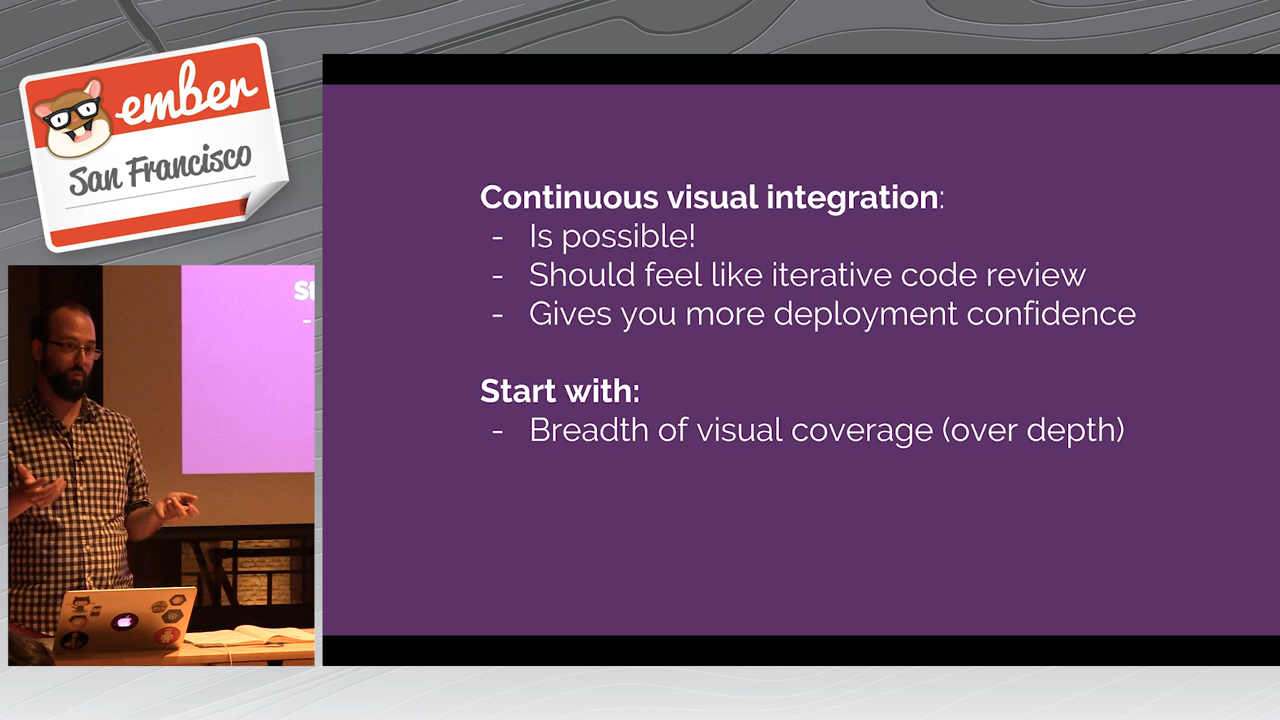 ember
San Francisco
Continuous visual integration:
- Is possible!
- Should feel like iterative code review
- Gives you more deployment confidence
Start with:
- Breadth of visual coverage (over depth)
St
-